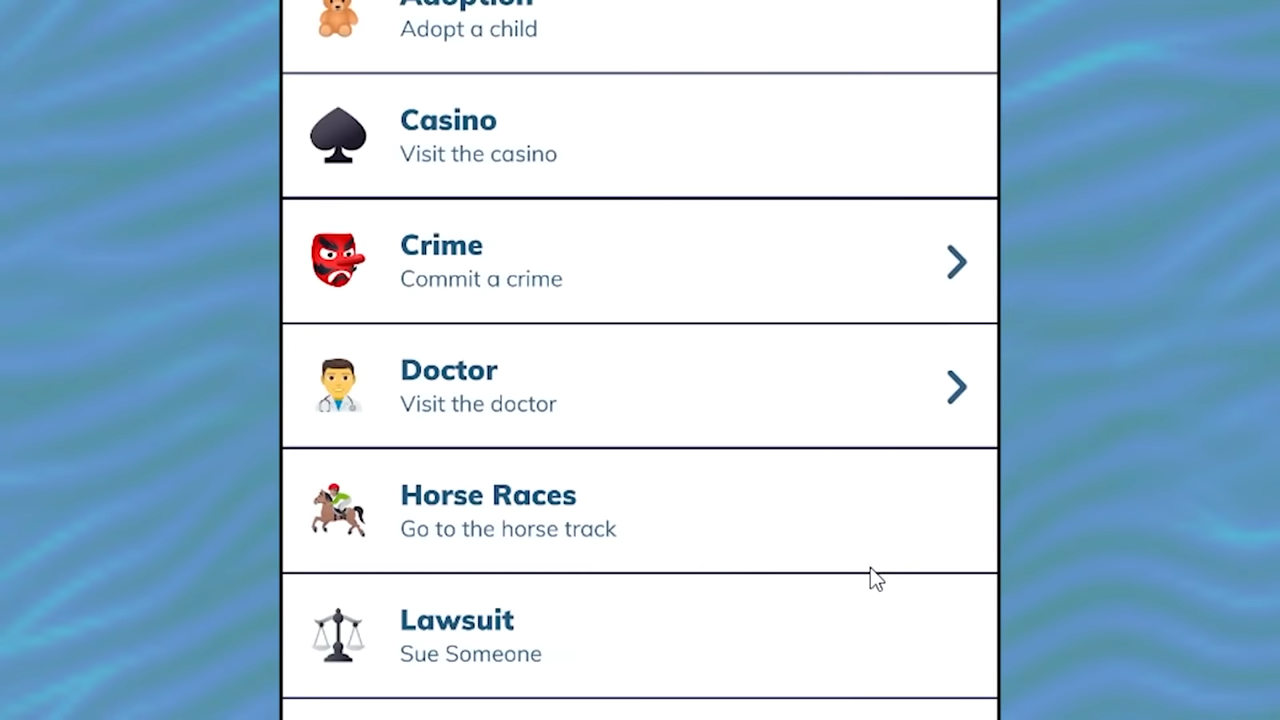 Adoption
Adopt a child
Casino
Visit the casino
Crime
Commit a crime
Doctor
Visit the doctor
Horse Races
Go to the horse track
Lawsuit
Sue Someone